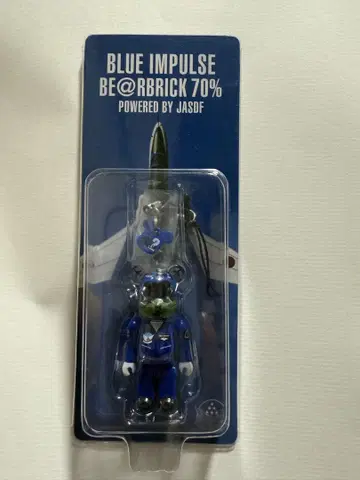 BLUE IMPULSE
BE@RBRICK 70%
POWERED BY JASDF